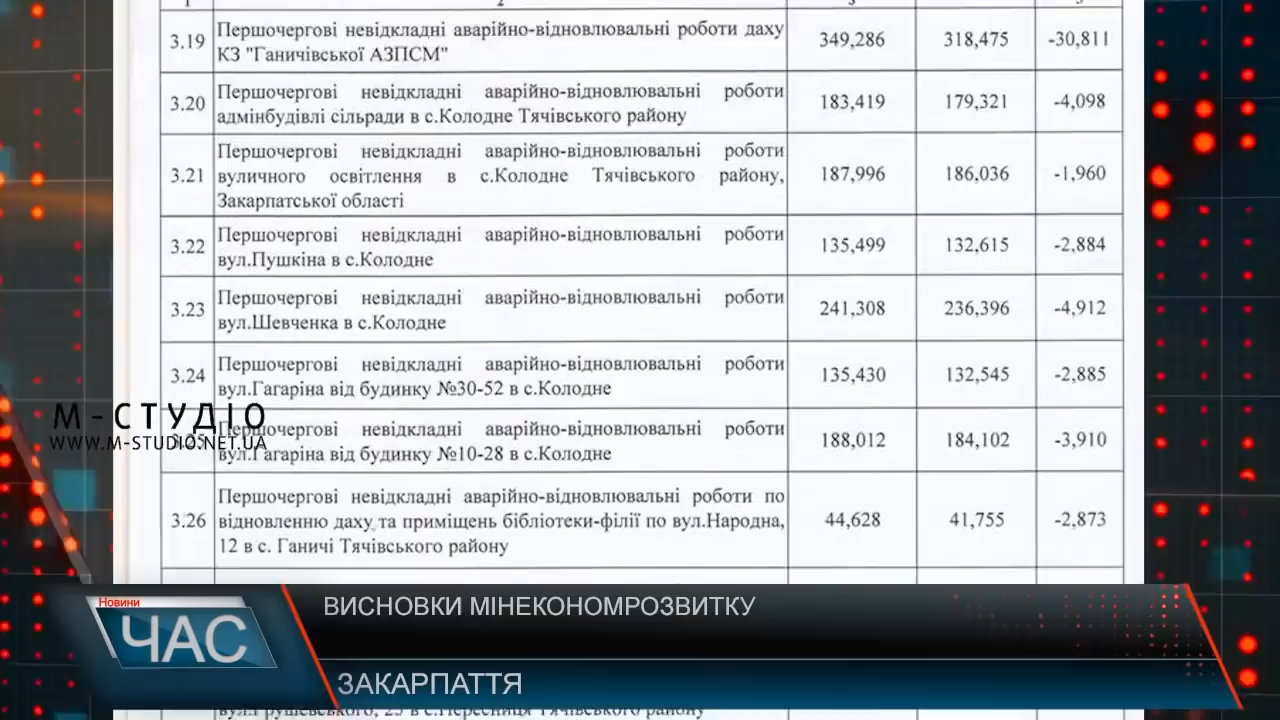 3.19 Першочергові невідкладні аварійно-відновлювальні роботи даху 349,286 318,475 -30,811
КЗ "Ганичівської АЗПСМ"
3.20 Першочергові невідкладні аварійно-відновлювальні роботи 183,419 179,321 -4,098
адмінбудівлі сільради в с.Колодне Тячівського району
Першочергові невідкладні аварійно-відновлювальні роботи
3.21 вуличного освітлення в с.Колодне Тячівського району, 187,996 186,036 -1,960
Закарпатської області
3.22 Першочергові невідкладні аварійно-відновлювальні роботи 135,499 132,615 -2,884
вул.Пушкіна в с.Колодне
3.23 Першочергові невідкладні аварійно-відновлювальні роботи 241,308 236,396 -4,912
вул.Шевченка в с.Колодне
3.24 Першочергові невідкладні аварійно-відновлювальні роботи 135,430 132,545 -2,885
вул.Гагаріна від будинку №30-52 в с.Колодне
М-СТУДІО
WWW.M-STUDIO.NET.UA
Першочергові невідкладні аварійно-відновлювальні роботи 188,012 184,102 -3,910
вул.Гагаріна від будинку №10-28 в с.Колодне
Першочергові невідкладні аварійно-відновлювальні роботи по
3.26 відновленню даху та приміщень бібліотеки-філії по вул.Народна, 44,628 41,755 -2,873
12 в с. Ганичі Тячівського району
Новини
ЧАС
ВИСНОВКИ МІНЕКОНОМРОЗВИТКУ
ЗАКАРПАТТЯ